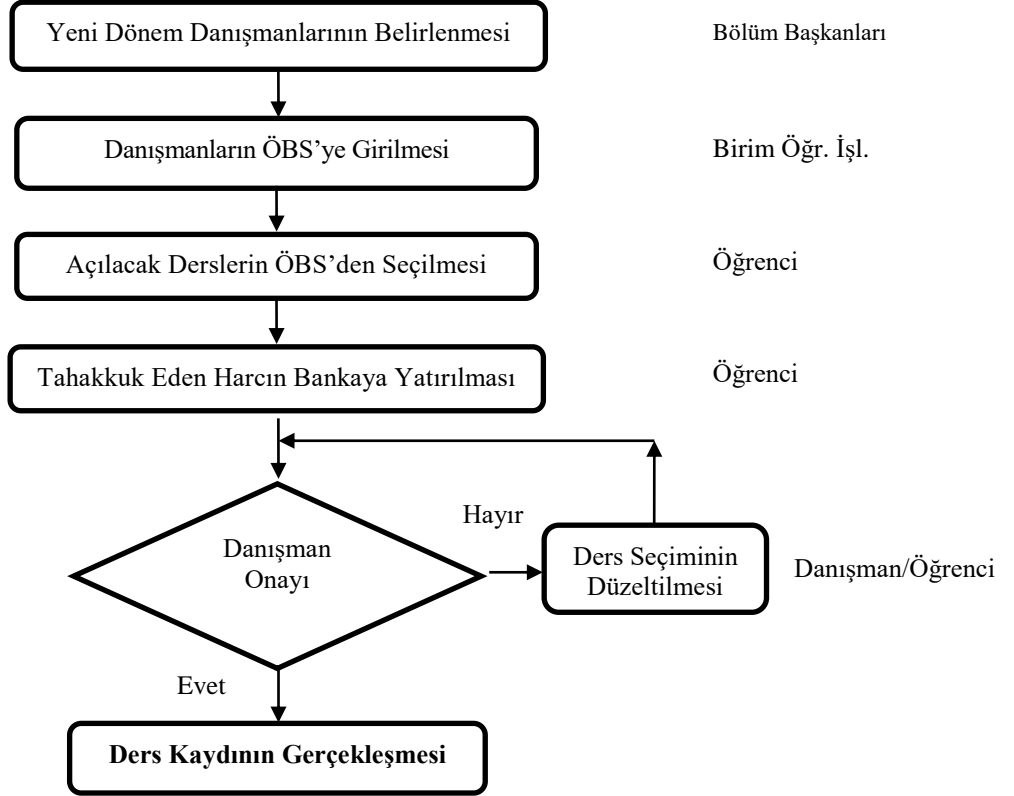 Yeni Dönem Danışmanlarının Belirlenmesi
Bölüm Başkanları
Danışmanların ÖBS’ye Girilmesi
Birim Öğr. İşl.
Açılacak Derslerin ÖBS’den Seçilmesi
Öğrenci
Tahakkuk Eden Harcın Bankaya Yatırılması
Öğrenci
Danışman
Onayı
Hayır
Ders Seçiminin
Düzeltilmesi
Danışman/Öğrenci
Evet
Ders Kaydının Gerçekleşmesi